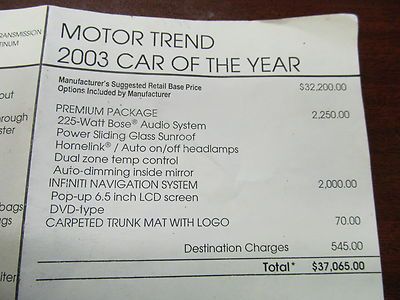 TRANSMISSION
TINUM
MOTOR TREND
2003 CAR OF THE YEAR
Manufacturer's Suggested Retail Base Price $32,200.00
Options Included by Manufacturer
PREMIUM PACKAGE 2,250.00
225-Watt Bose® Audio System
Power Sliding Glass Sunroof
Homelink® / Auto on/off headlamps
Dual zone temp control
Auto-dimming inside mirror
INFINITI NAVIGATION SYSTEM 2,000.00
Pop-up 6.5 inch LCD screen
DVD-type
CARPETED TRUNK MAT WITH LOGO 70.00
Destination Charges 545.00
Total* $37,065.00
out
rough
ster
bags
ags
lters